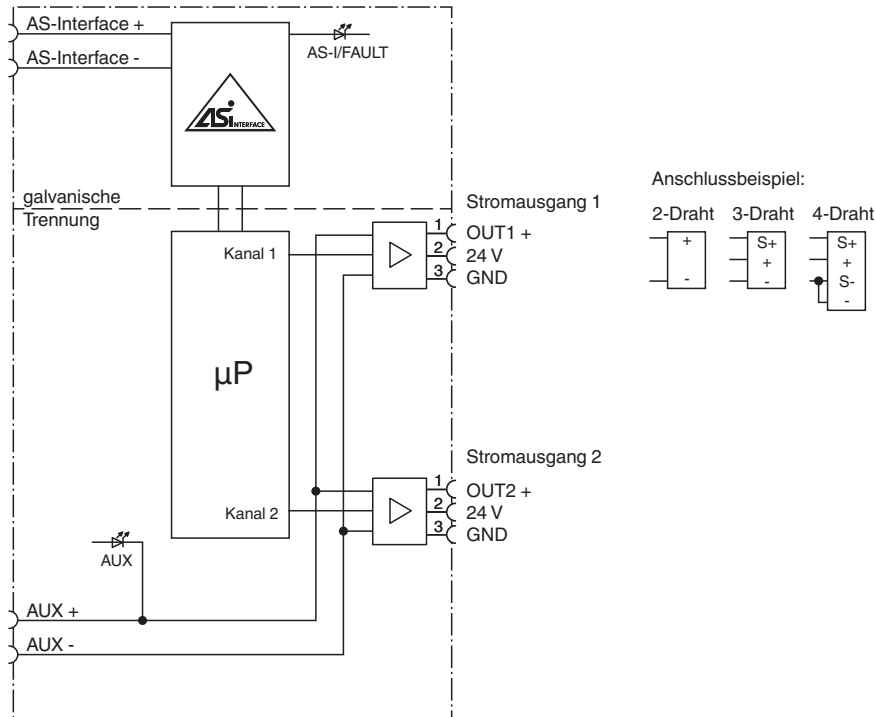 AS-Interface +
AS-Interface -
AS-I/FAULT
ASi INTERFACE
galvanische
Trennung
Kanal 1
µP
Kanal 2
AUX
AUX +
AUX -
Stromausgang 1
1 OUT1 +
2 24 V
3 GND
Stromausgang 2
1 OUT2 +
2 24 V
3 GND
Anschlussbeispiel:
2-Draht 3-Draht 4-Draht
+ S+ S+
+ +
- - S-
-